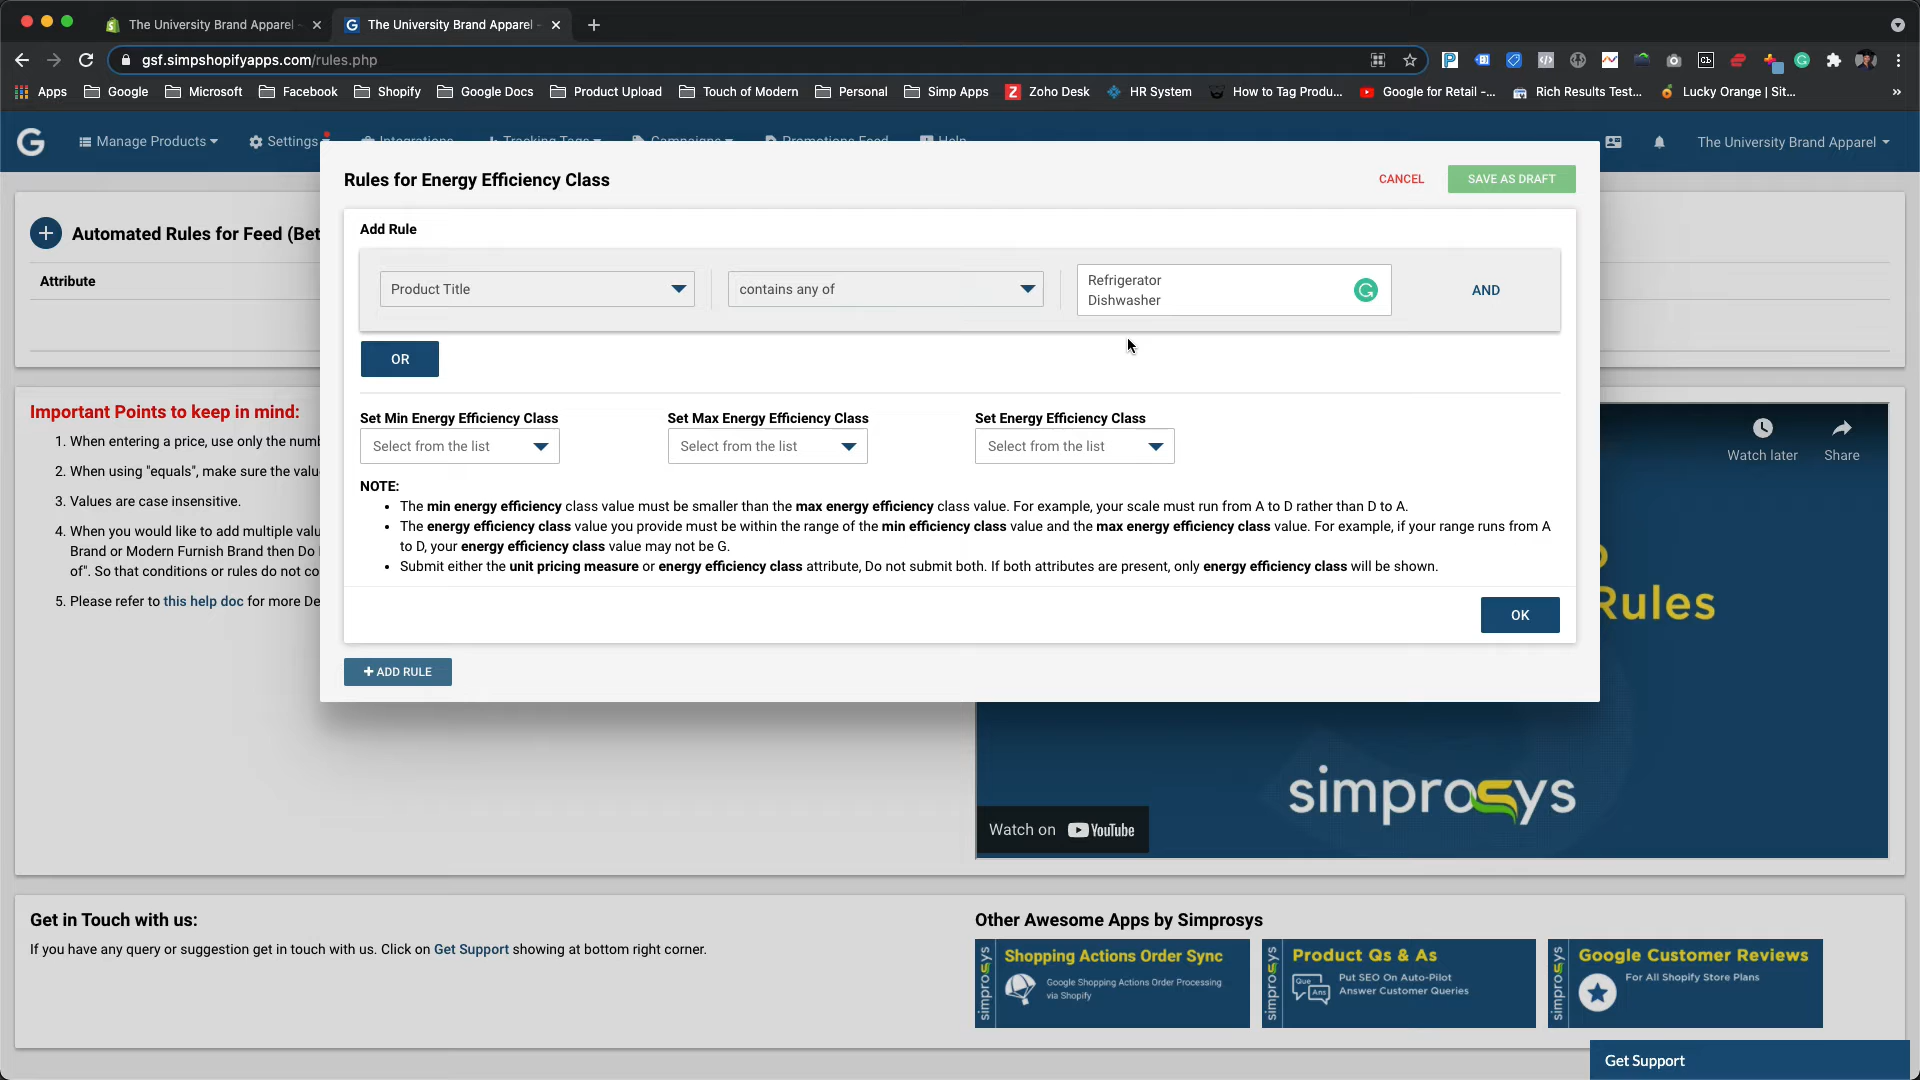 The University Brand Apparel
The University Brand Apparel
gsf.simpshopifyapps.com/rules.php
Apps Google Microsoft Facebook Shopify Google Docs Product Upload Touch of Modern Personal Simp Apps Zoho Desk HR System How to Tag Produ... Google for Retail -... Rich Results Test... Lucky Orange | Sit...
Manage Products Settings Integrations Tracking Tags Campaigns Promotions Feed Help The University Brand Apparel
Rules for Energy Efficiency Class
CANCEL
SAVE AS DRAFT
Add Rule
Product Title
contains any of
Refrigerator
Dishwasher
AND
OR
Set Min Energy Efficiency Class
Select from the list
Set Max Energy Efficiency Class
Select from the list
Set Energy Efficiency Class
Select from the list
NOTE:
• The min energy efficiency class value must be smaller than the max energy efficiency class value. For example, your scale must run from A to D rather than D to A.
• The energy efficiency class value you provide must be within the range of the min efficiency class value and the max energy efficiency class value. For example, if your range runs from A
to D, your energy efficiency class value may not be G.
• Submit either the unit pricing measure or energy efficiency class attribute, Do not submit both. If both attributes are present, only energy efficiency class will be shown.
OK
+ ADD RULE
Automated Rules for Feed (Bet
Attribute
Important Points to keep in mind:
1. When entering a price, use only the numb
2. When using "equals", make sure the valu
3. Values are case insensitive.
4. When you would like to add multiple valu
Brand or Modern Furnish Brand then Do
of". So that conditions or rules do not co
5. Please refer to this help doc for more De
Watch later
Share
Rules
simprosys
Watch on YouTube
Get in Touch with us:
If you have any query or suggestion get in touch with us. Click on Get Support showing at bottom right corner.
Other Awesome Apps by Simprosys
simprosys
Shopping Actions Order Sync
Google Shopping Actions Order Processing
via Shopify
simprosys
Product Qs & As
Que
Ans
Put SEO On Auto-Pilot
Answer Customer Queries
simprosys
Google Customer Reviews
For All Shopify Store Plans
Get Support